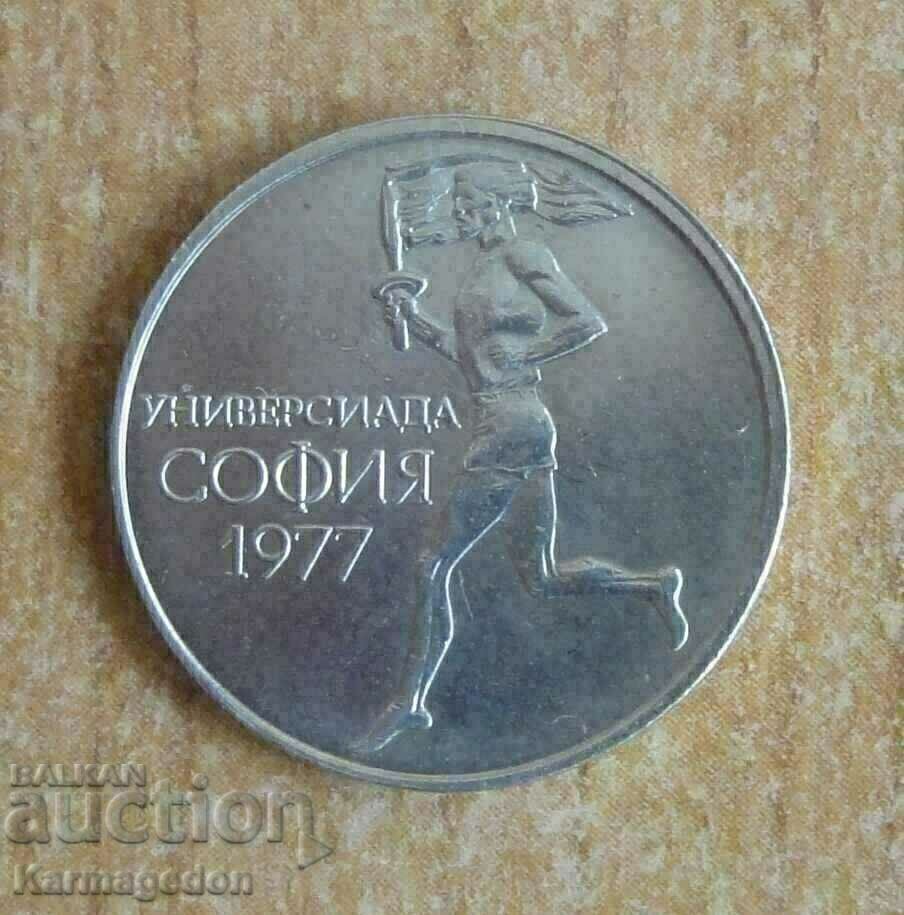 УНИВЕРСИАДА
СОФИЯ
1977
BALKAN
auction
Karmagedon